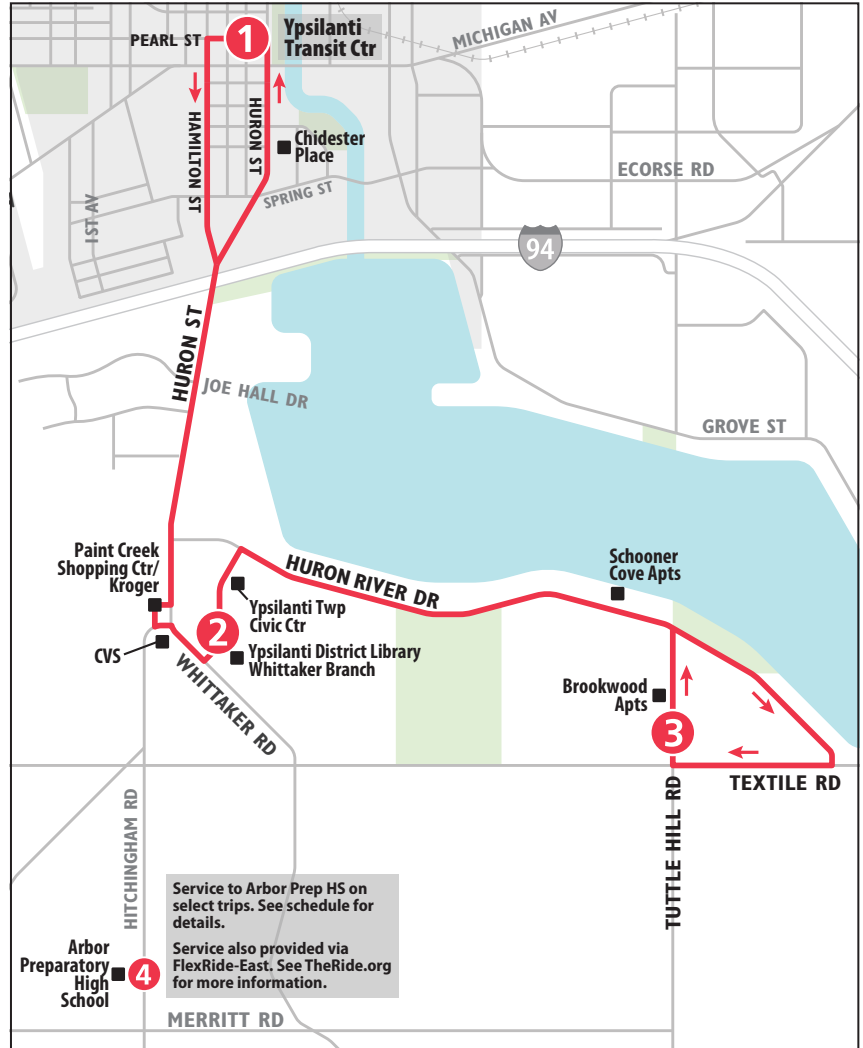 MICHIGAN AV
PEARL ST
1
Ypsilanti
Transit Ctr
HAMILTON ST
HURON ST
Chidester
Place
ECORSE RD
SPRING ST
1ST AV
94
HURON ST
JOE HALL DR
GROVE ST
Paint Creek
Shopping Ctr/
Kroger
HURON RIVER DR
Schooner
Cove Apts
Ypsilanti Twp
Civic Ctr
2
CVS
Ypsilanti District Library
Whittaker Branch
WHITTAKER RD
Brookwood
Apts
3
TEXTILE RD
TUTTLE HILL RD
HITCHINGHAM RD
Service to Arbor Prep HS on
select trips. See schedule for
details.
Service also provided via
FlexRide-East. See TheRide.org
for more information.
Arbor
Preparatory
High
School
4
MERRITT RD